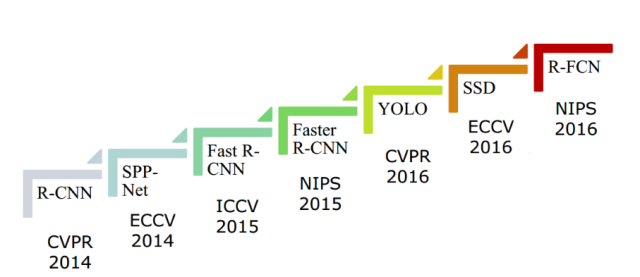 R-CNN
CVPR
2014
SPP-
Net
ECCV
2014
Fast R-
CNN
ICCV
2015
Faster
R-CNN
NIPS
2015
YOLO
CVPR
2016
SSD
ECCV
2016
R-FCN
NIPS
2016